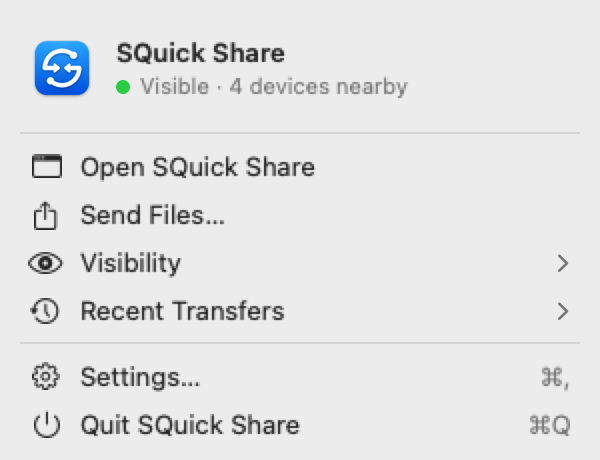 SQuick Share
Visible · 4 devices nearby
Open SQuick Share
Send Files...
Visibility
Recent Transfers
Settings... ⌘,
Quit SQuick Share ⌘Q